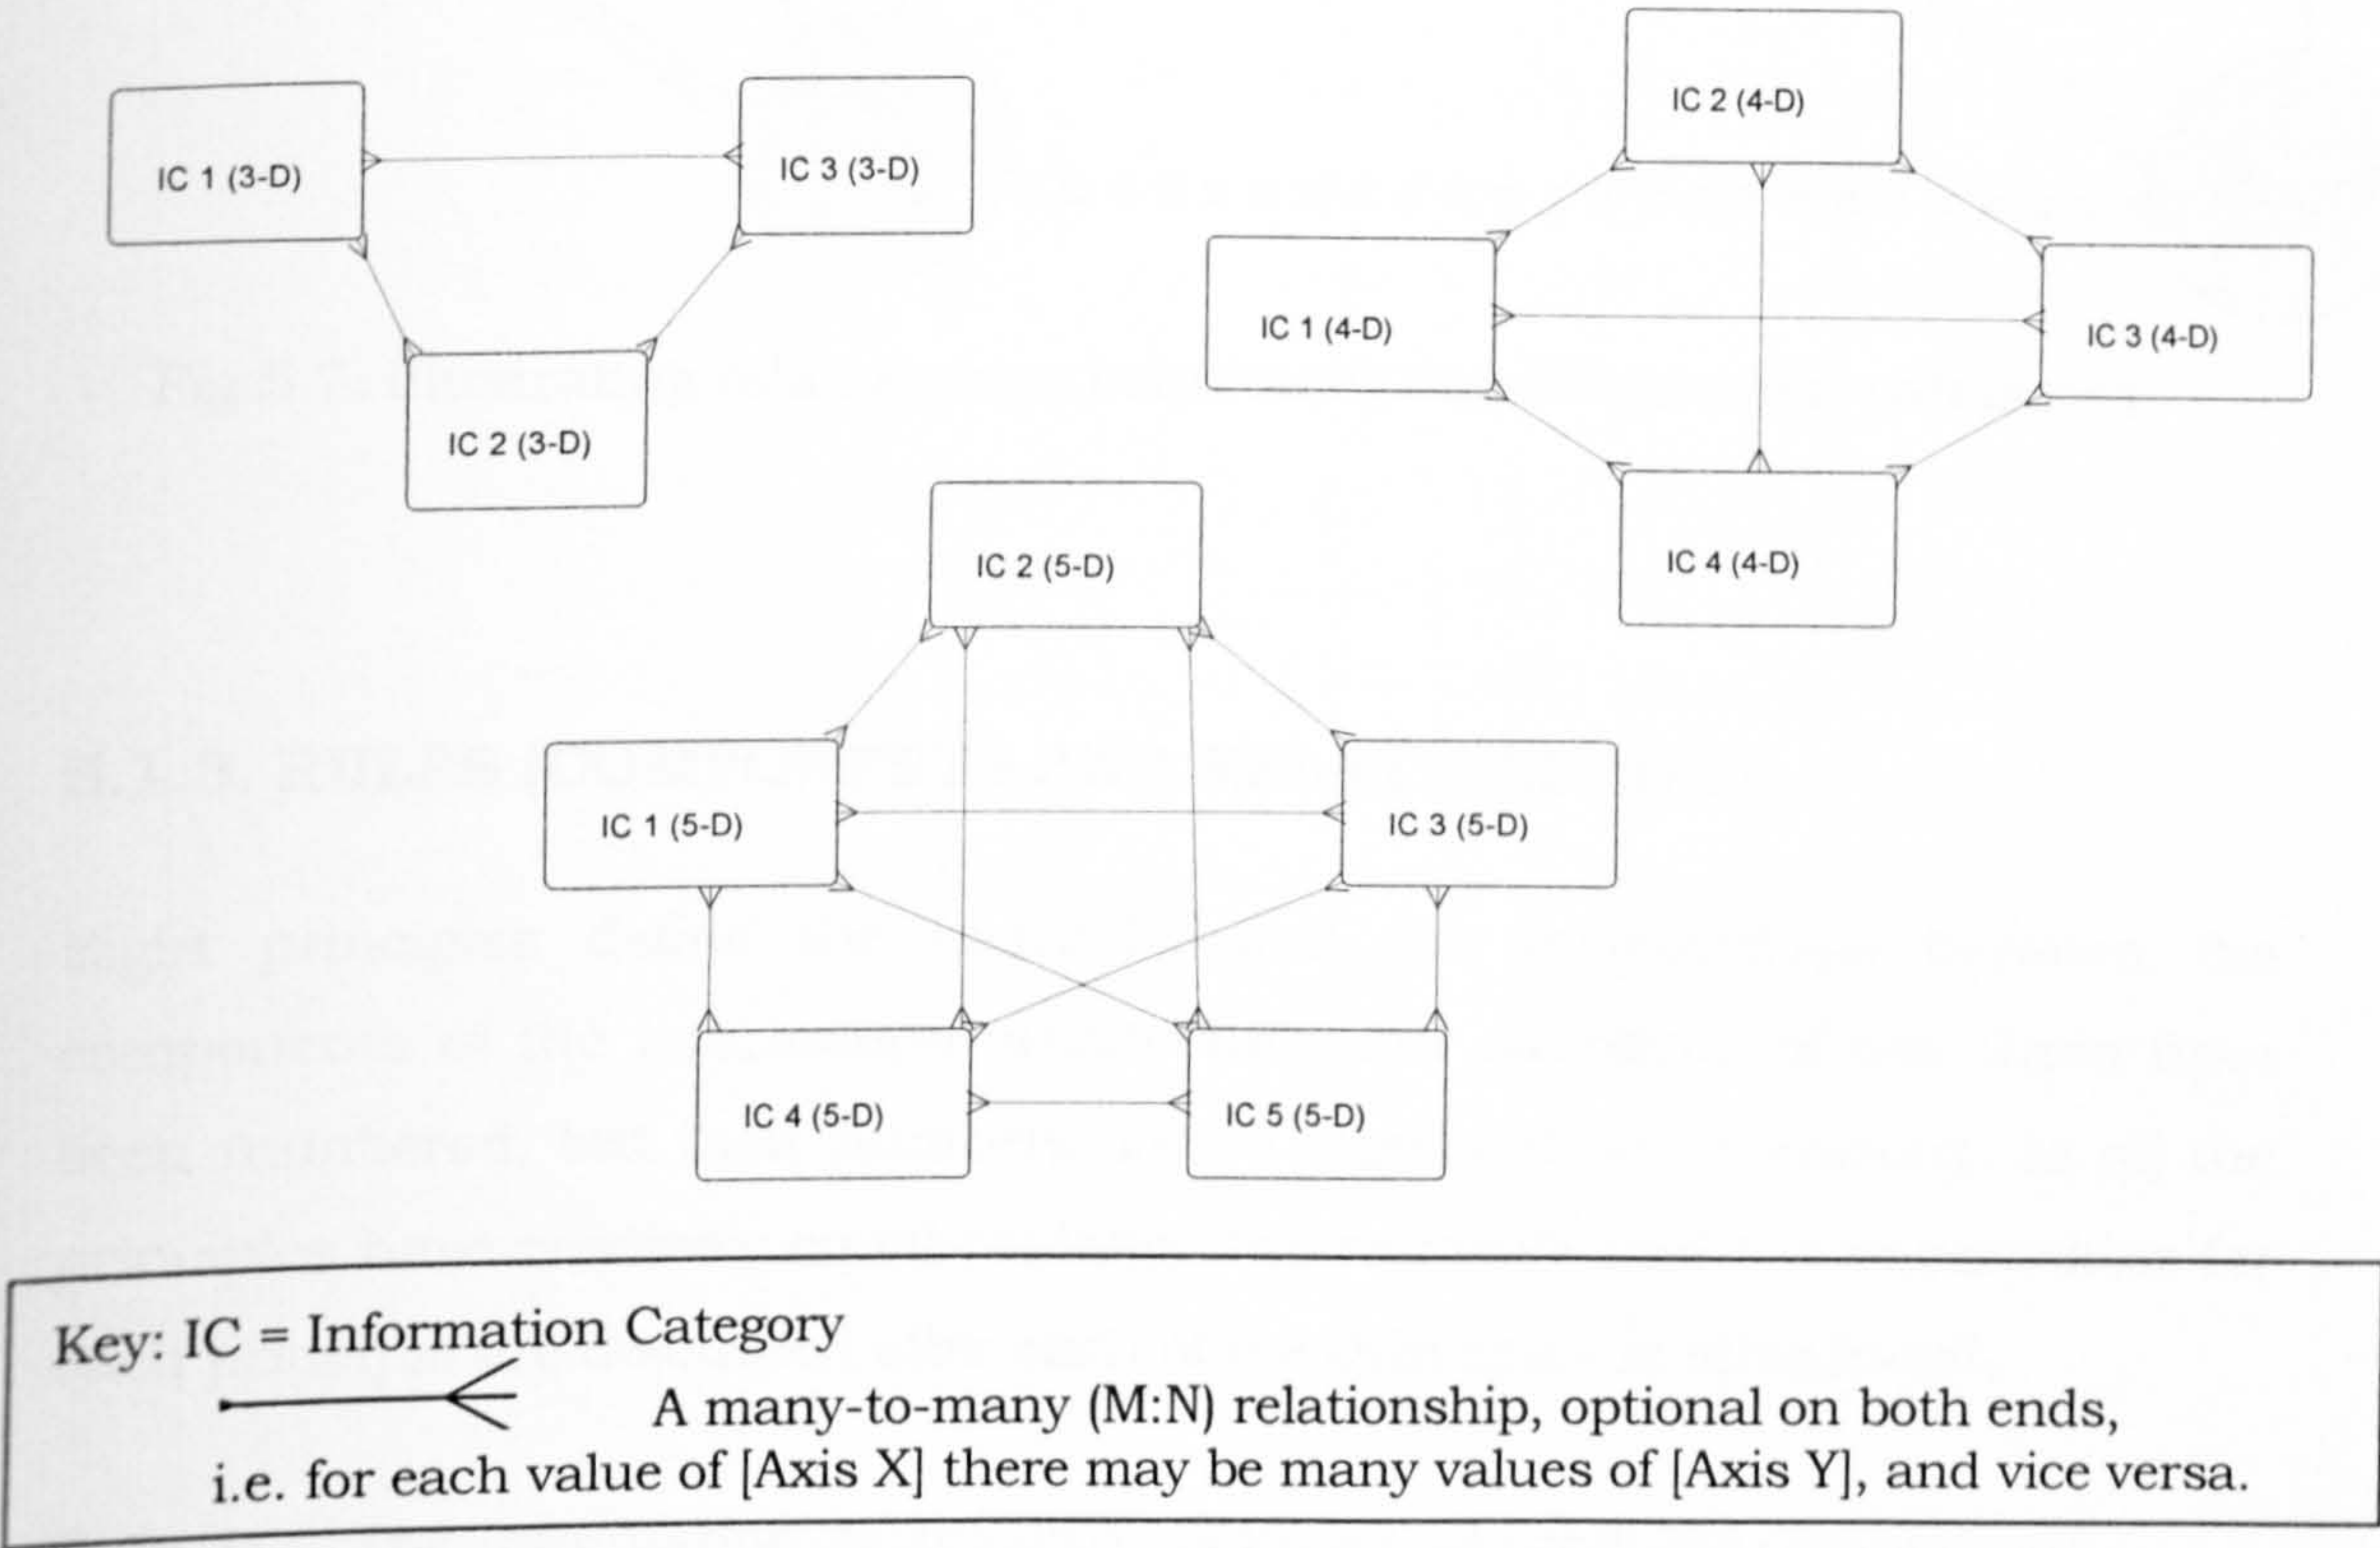 IC 1 (3-D)
IC 3 (3-D)
IC 2 (3-D)
IC 2 (4-D)
IC 1 (4-D)
IC 3 (4-D)
IC 4 (4-D)
IC 2 (5-D)
IC 1 (5-D)
IC 3 (5-D)
IC 4 (5-D)
IC 5 (5-D)
Key: IC = Information Category
A many-to-many (M:N) relationship, optional on both ends,
i.e. for each value of [Axis X] there may be many values of [Axis Y], and vice versa.